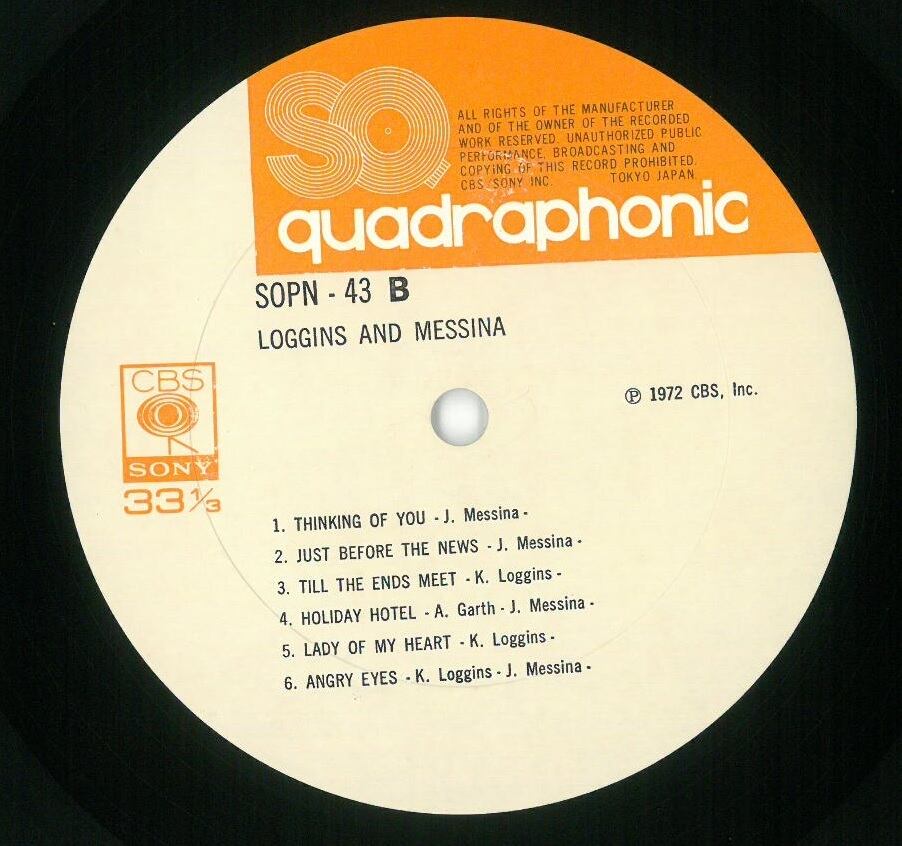 SQ
ALL RIGHTS OF THE MANUFACTURER
AND OF THE OWNER OF THE RECORDED
WORK RESERVED. UNAUTHORIZED PUBLIC
PERFORMANCE, BROADCASTING AND
COPYING OF THIS RECORD PROHIBITED.
CBS/SONY INC. TOKYO JAPAN.
quadraphonic
SOPN - 43 B
LOGGINS AND MESSINA
CBS
SONY
33 1/3
℗ 1972 CBS, Inc.
1. THINKING OF YOU - J. Messina -
2. JUST BEFORE THE NEWS - J. Messina -
3. TILL THE ENDS MEET - K. Loggins -
4. HOLIDAY HOTEL - A. Garth - J. Messina -
5. LADY OF MY HEART - K. Loggins -
6. ANGRY EYES - K. Loggins - J. Messina -